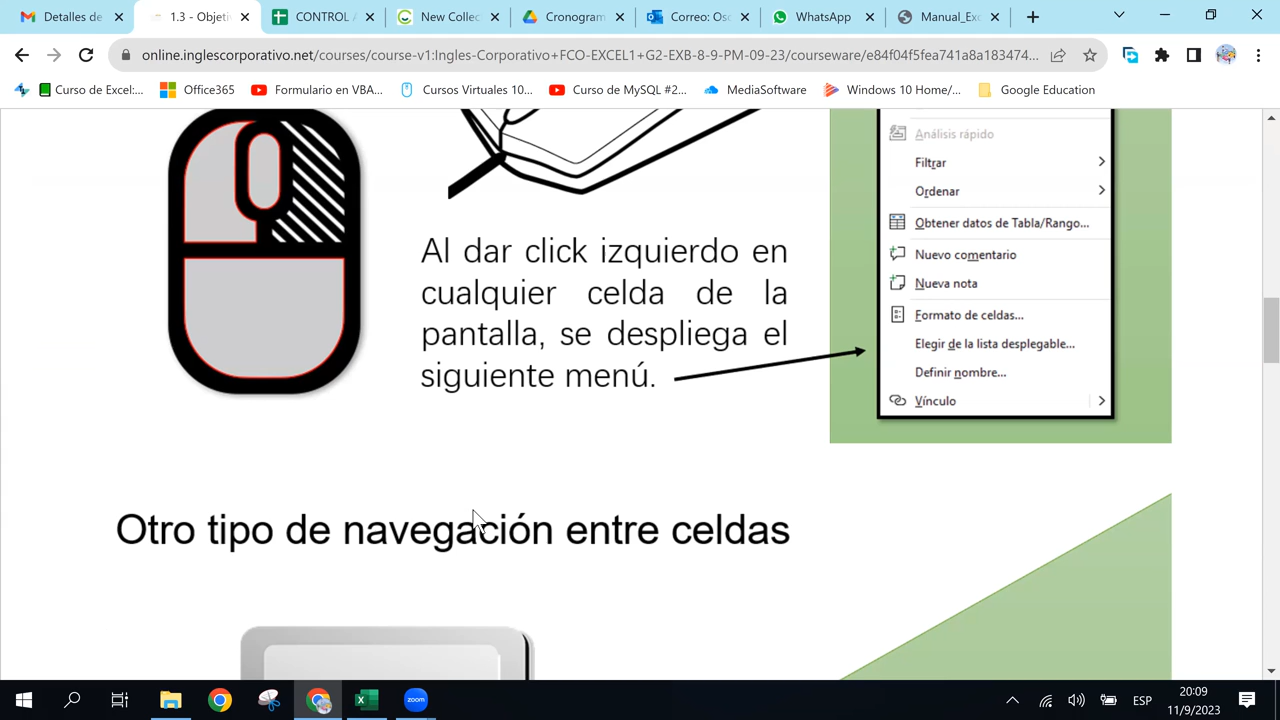 Detalles de
1.3 - Objeti
CONTROL A
New Collec
Cronogram
Correo: Osc
WhatsApp
Manual_Exc
online.inglescorporativo.net/courses/course-v1:Ingles-Corporativo+FCO-EXCEL1+G2-EXB-8-9-PM-09-23/courseware/e84f04f5fea741a8a183474...
Curso de Excel:...
Office365
Formulario en VBA...
Cursos Virtuales 10...
Curso de MySQL #2...
MediaSoftware
Windows 10 Home/...
Google Education
Análisis rápido
Filtrar
Ordenar
Obtener datos de Tabla/Rango...
Nuevo comentario
Nueva nota
Formato de celdas...
Elegir de la lista desplegable...
Definir nombre...
Vínculo
Al dar click izquierdo en
cualquier celda de la
pantalla, se despliega el
siguiente menú.
Otro tipo de navegación entre celdas
zoom
ESP
20:09
11/9/2023